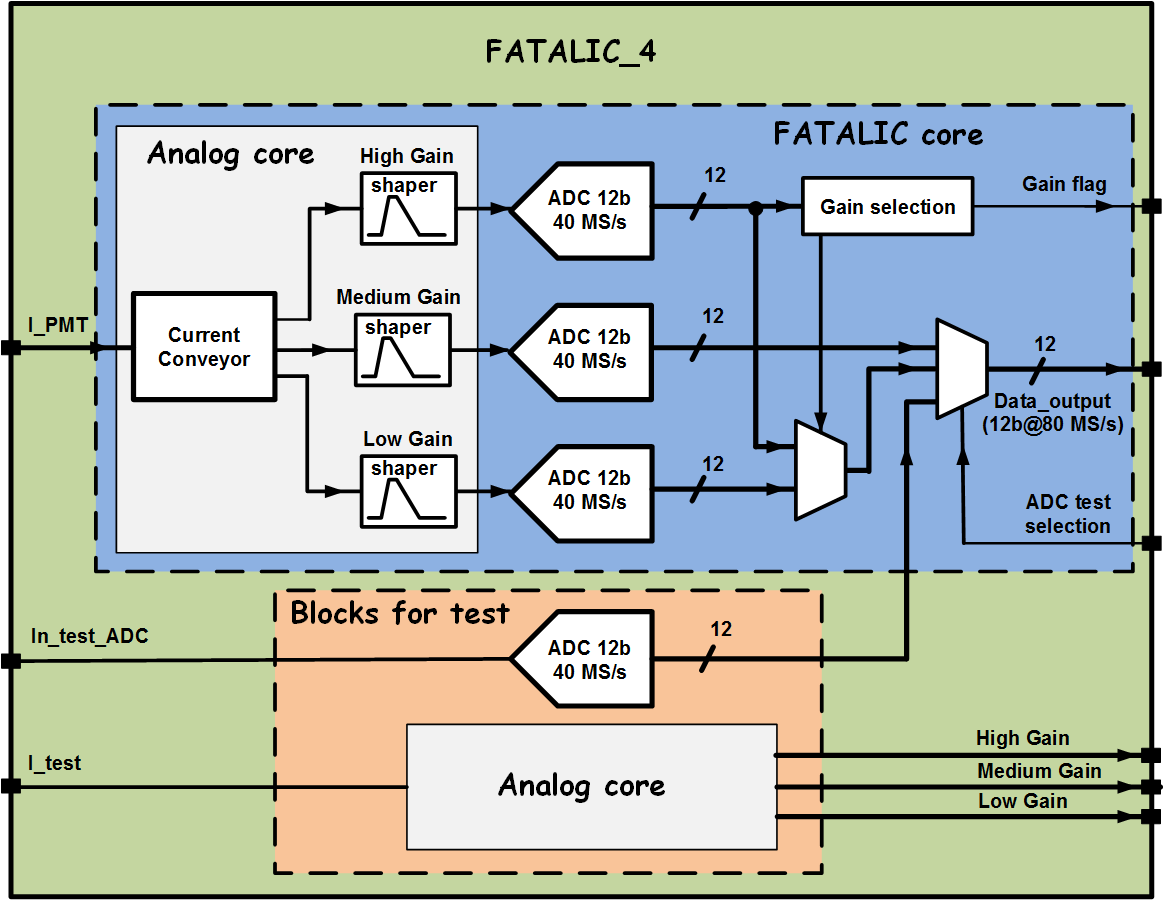 FATALIC_4
FATALIC core
Analog core
High Gain
shaper
ADC 12b
40 MS/s
12
Gain selection
Gain flag
I_PMT
Current
Conveyor
Medium Gain
shaper
ADC 12b
40 MS/s
12
12
Data_output
(12b@80 MS/s)
Low Gain
shaper
ADC 12b
40 MS/s
12
ADC test
selection
Blocks for test
In_test_ADC
ADC 12b
40 MS/s
12
I_test
Analog core
High Gain
Medium Gain
Low Gain